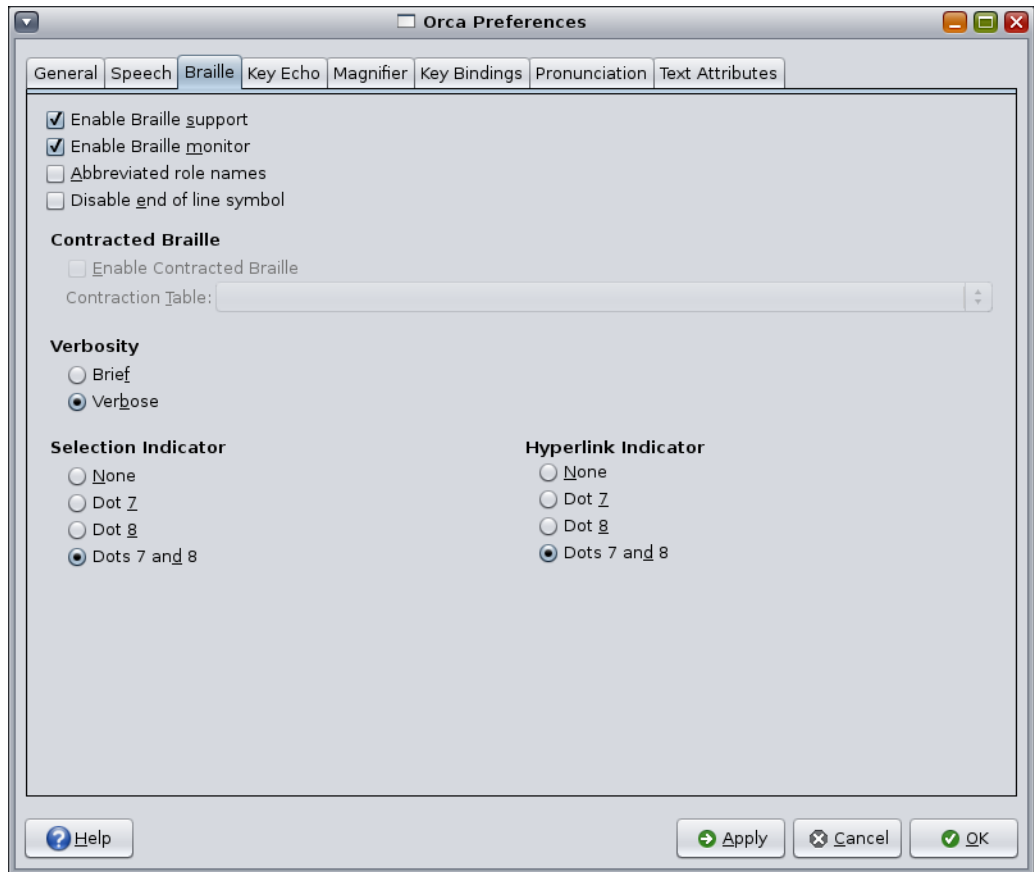 Orca Preferences
General Speech Braille Key Echo Magnifier Key Bindings Pronunciation Text Attributes
Enable Braille support
Enable Braille monitor
Abbreviated role names
Disable end of line symbol
Contracted Braille
Enable Contracted Braille
Contraction Table:
Verbosity
Brief
Verbose
Selection Indicator
None
Dot 7
Dot 8
Dots 7 and 8
Hyperlink Indicator
None
Dot 7
Dot 8
Dots 7 and 8
Help Apply Cancel OK